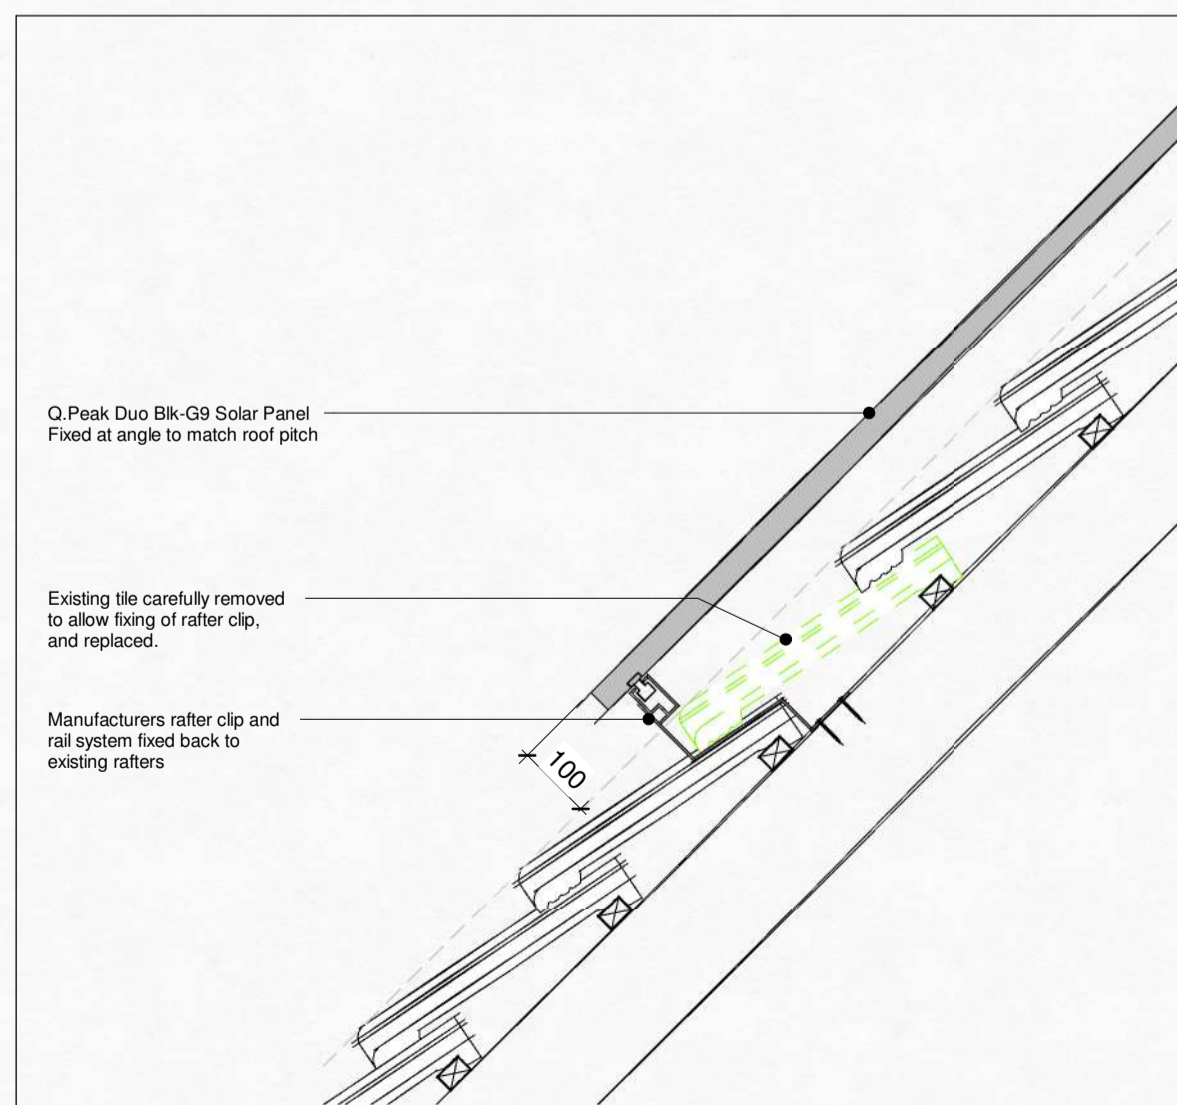 Q.Peak Duo Blk-G9 Solar Panel
Fixed at angle to match roof pitch
Existing tile carefully removed
to allow fixing of rafter clip,
and replaced.
Manufacturers rafter clip and
rail system fixed back to
existing rafters
100